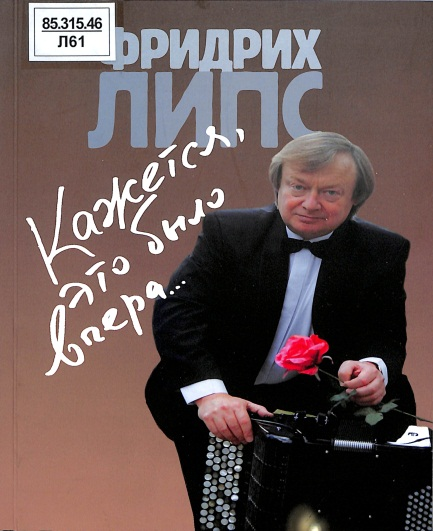 85.315.46
Л61
ФРИДРИХ
ЛИПС
Кажется,
это было
вчера...